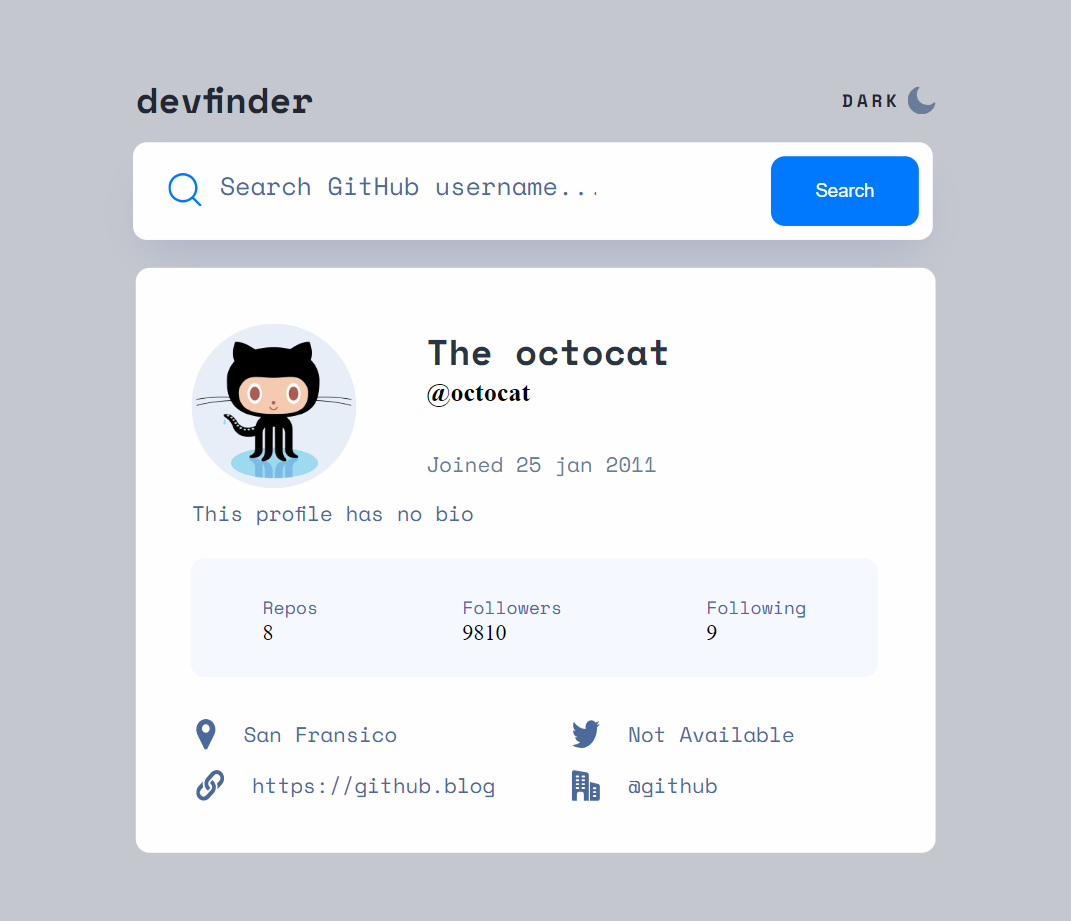 devfinder
DARK
Search GitHub username...
Search
The octocat
@octocat
Joined 25 jan 2011
This profile has no bio
Repos Followers Following
8 9810 9
San Fransico Not Available
https://github.blog @github